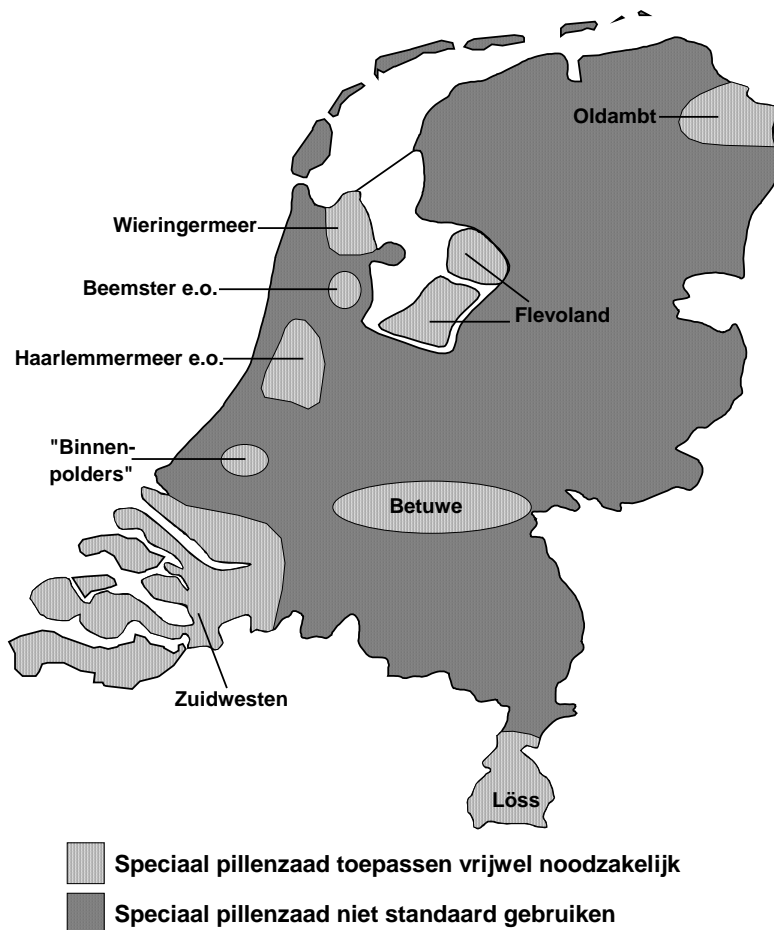 Oldambt
Wieringermeer
Beemster e.o.
Flevoland
Haarlemmermeer e.o.
"Binnen-
polders"
Betuwe
Zuidwesten
Löss
Speciaal pillenzaad toepassen vrijwel noodzakelijk
Speciaal pillenzaad niet standaard gebruiken